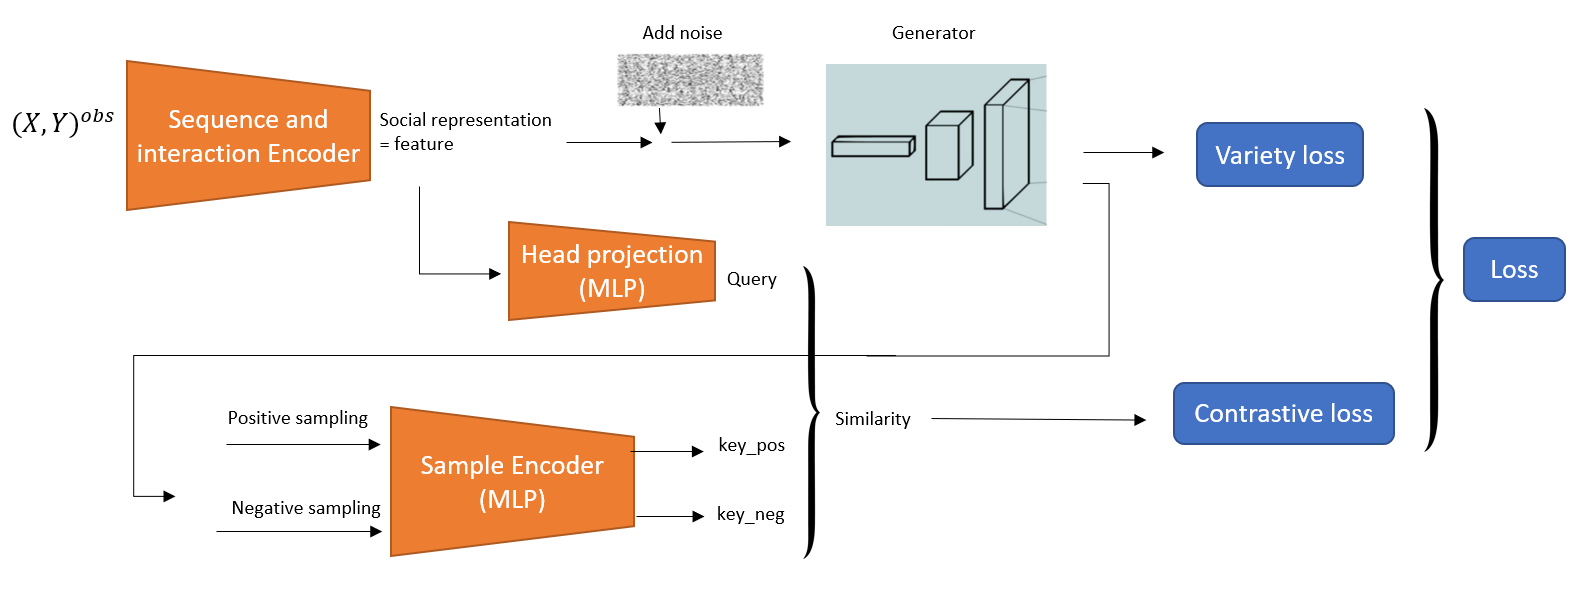 Add noise
Generator
(X, Y)^obs
Sequence and
interaction Encoder
Social representation
= feature
Variety loss
Head projection
(MLP)
Query
Loss
Positive sampling
Negative sampling
Sample Encoder
(MLP)
key_pos
key_neg
Similarity
Contrastive loss